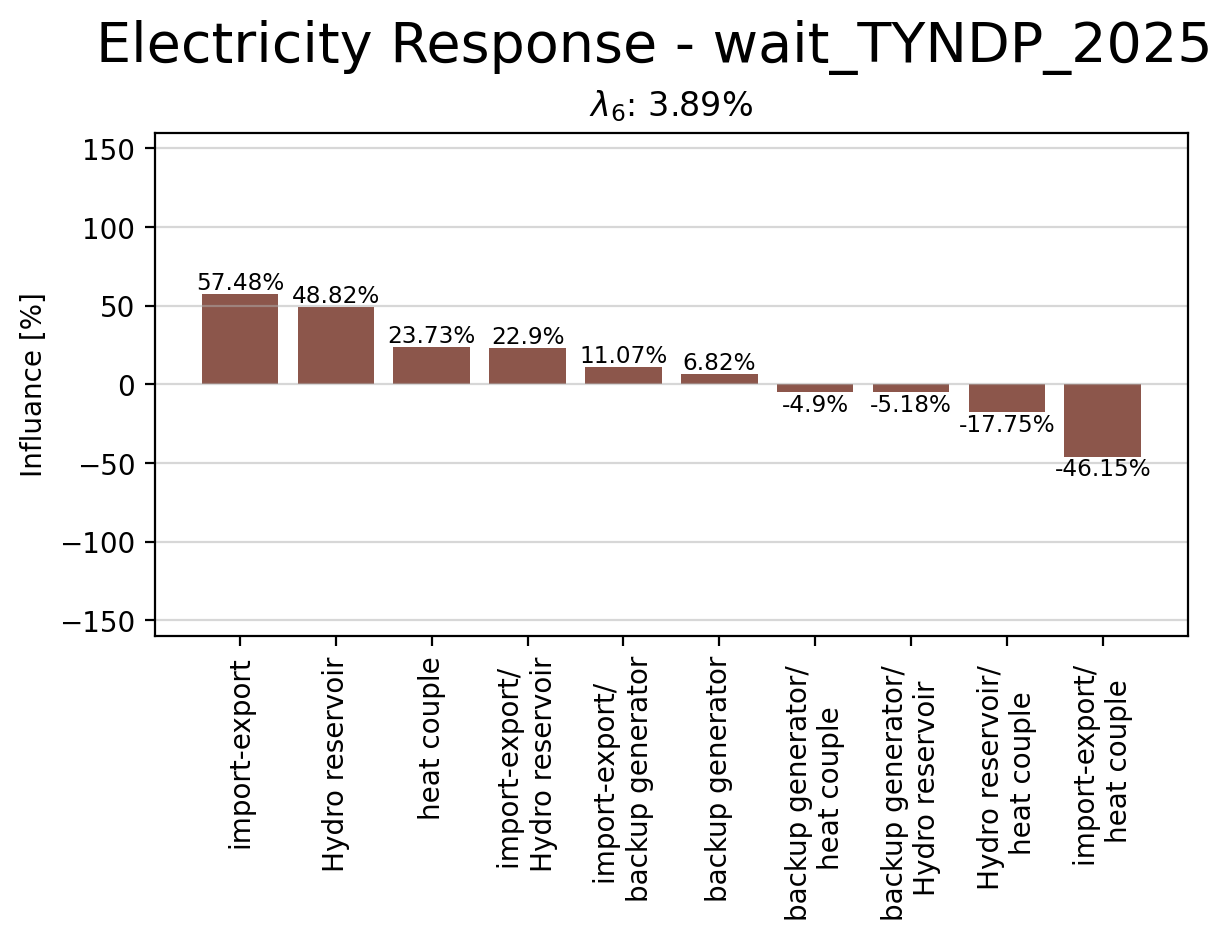 Electricity Response - wait_TYNDP_2025
λ6: 3.89%
Influance [%]
150
100
50
0
−50
−100
−150
57.48%
48.82%
23.73%
22.9%
11.07%
6.82%
-4.9%
-5.18%
-17.75%
-46.15%
import-export
Hydro reservoir
heat couple
import-export/
Hydro reservoir
import-export/
backup generator
backup generator
backup generator/
heat couple
backup generator/
Hydro reservoir
Hydro reservoir/
heat couple
import-export/
heat couple